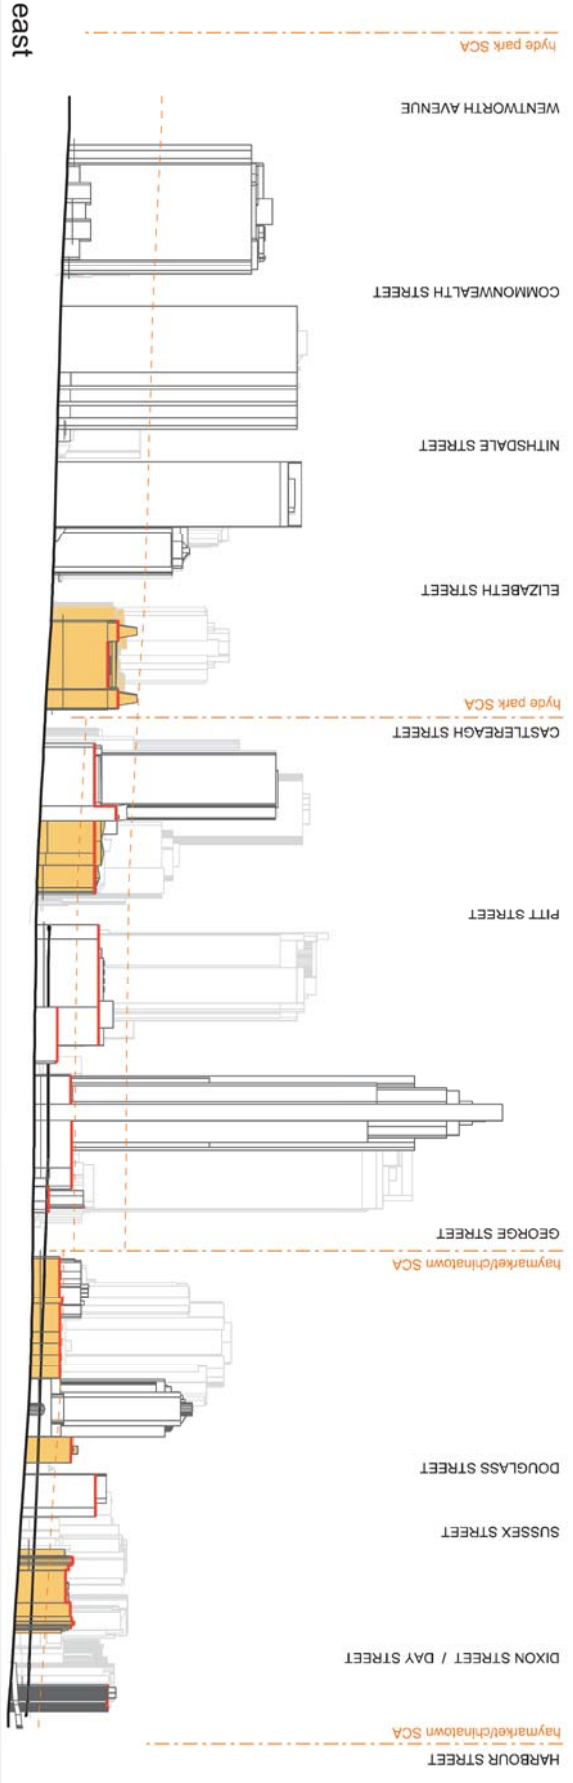 east
hyde park SCA
WENTWORTH AVENUE
COMMONWEALTH STREET
NITHSDALE STREET
ELIZABETH STREET
hyde park SCA
CASTLEREAGH STREET
PITT STREET
GEORGE STREET
haymarket/chinatown SCA
DOUGLASS STREET
SUSSEX STREET
DIXON STREET / DAY STREET
haymarket/chinatown SCA
HARBOUR STREET